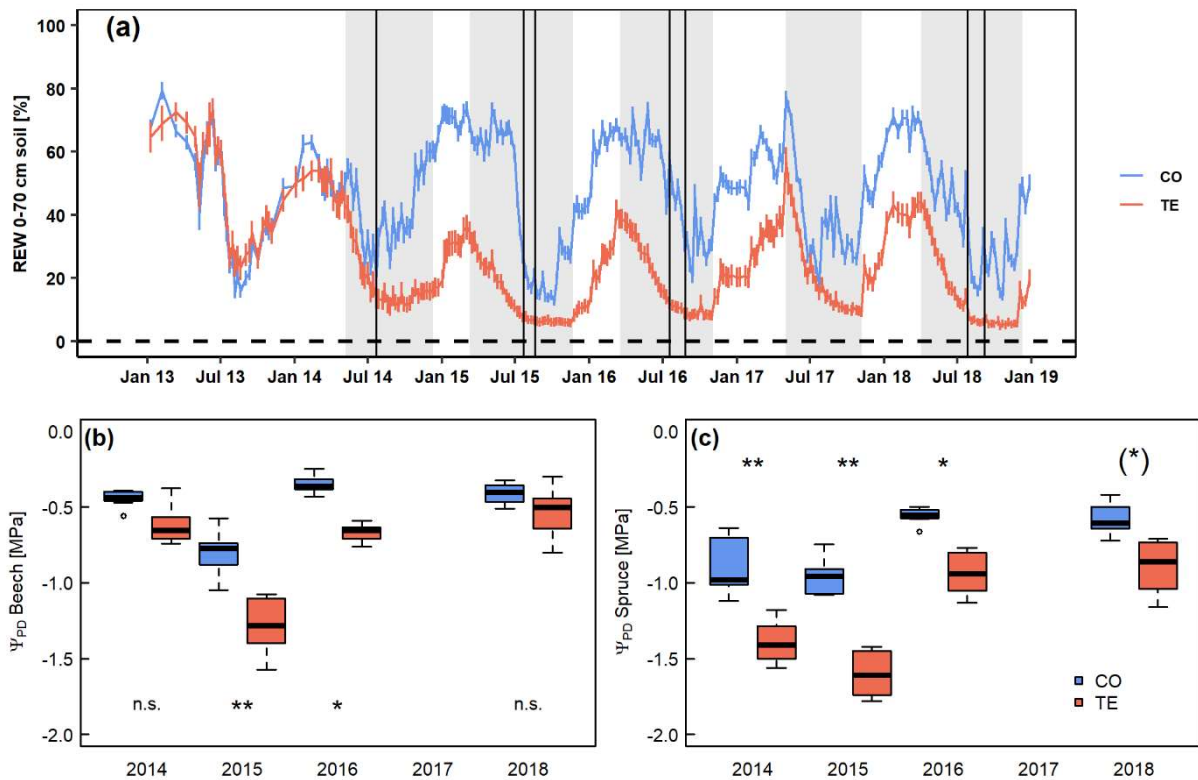 (a)
REW 0-70 cm soil [%]
100
80
60
40
20
0
Jan 13 Jul 13 Jan 14 Jul 14 Jan 15 Jul 15 Jan 16 Jul 16 Jan 17 Jul 17 Jan 18 Jul 18 Jan 19
CO
TE
(b)
ΨPD Beech [MPa]
0.0
-0.5
-1.0
-1.5
-2.0
n.s. ** * n.s.
2014 2015 2016 2017 2018
(c)
ΨPD Spruce [MPa]
0.0
-0.5
-1.0
-1.5
-2.0
** ** * (*)
CO
TE
2014 2015 2016 2017 2018